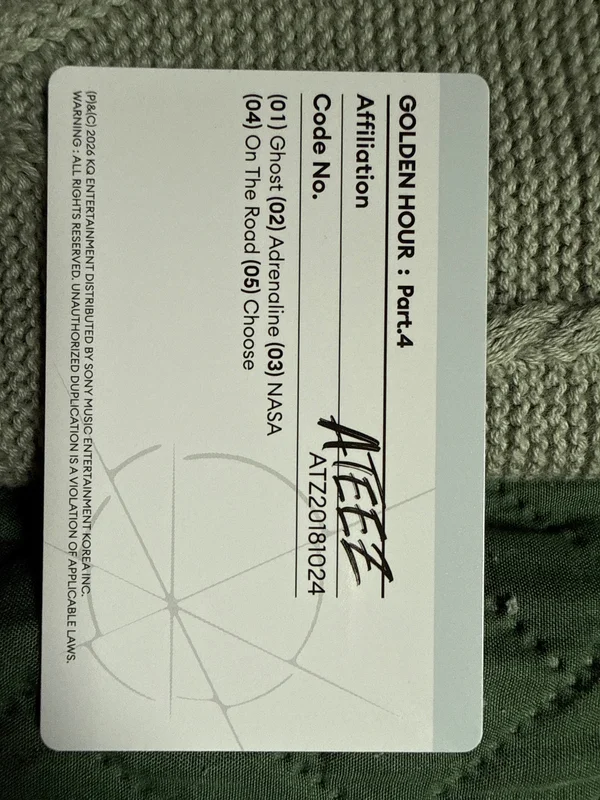 GOLDEN HOUR : Part.4
Affiliation ATEEZ
Code No. ATZ20181024
(01) Ghost (02) Adrenaline (03) NASA
(04) On The Road (05) Choose
(P)&(C) 2026 KQ ENTERTAINMENT DISTRIBUTED BY SONY MUSIC ENTERTAINMENT KOREA INC.
WARNING : ALL RIGHTS RESERVED. UNAUTHORIZED DUPLICATION IS A VIOLATION OF APPLICABLE LAWS.